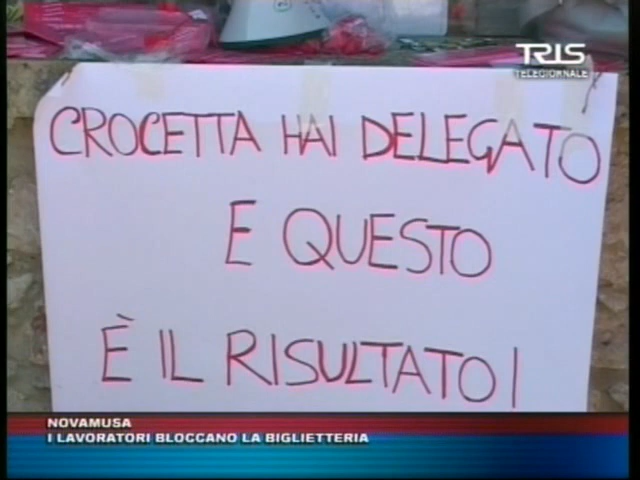 TRIS
TELEGIORNALE
CROCETTA HAI DELEGATO
E QUESTO
È IL RISULTATO!
NOVAMUSA
I LAVORATORI BLOCCANO LA BIGLIETTERIA